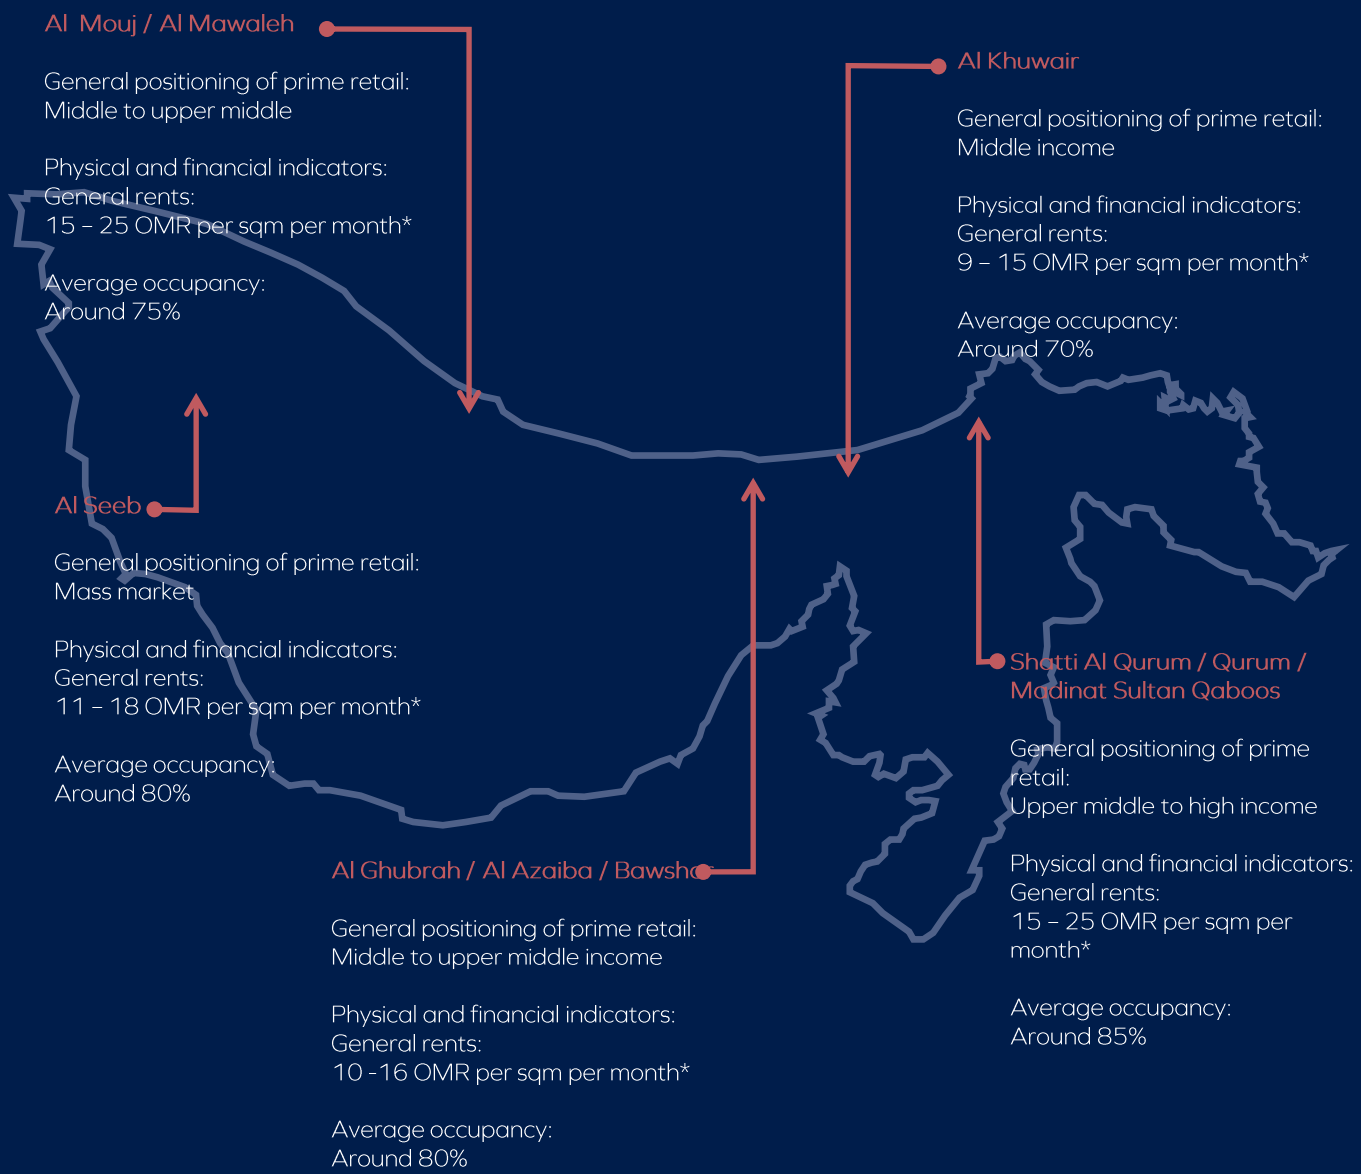 Al Mouj / Al Mawaleh
General positioning of prime retail:
Middle to upper middle
Physical and financial indicators:
General rents:
15 – 25 OMR per sqm per month*
Average occupancy:
Around 75%
Al Khuwair
General positioning of prime retail:
Middle income
Physical and financial indicators:
General rents:
9 – 15 OMR per sqm per month*
Average occupancy:
Around 70%
Al Seeb
General positioning of prime retail:
Mass market
Physical and financial indicators:
General rents:
11 – 18 OMR per sqm per month*
Average occupancy:
Around 80%
Shatti Al Qurum / Qurum /
Madinat Sultan Qaboos
General positioning of prime
retail:
Upper middle to high income
Physical and financial indicators:
General rents:
15 – 25 OMR per sqm per
month*
Average occupancy:
Around 85%
Al Ghubrah / Al Azaiba / Bawshar
General positioning of prime retail:
Middle to upper middle income
Physical and financial indicators:
General rents:
10 -16 OMR per sqm per month*
Average occupancy:
Around 80%